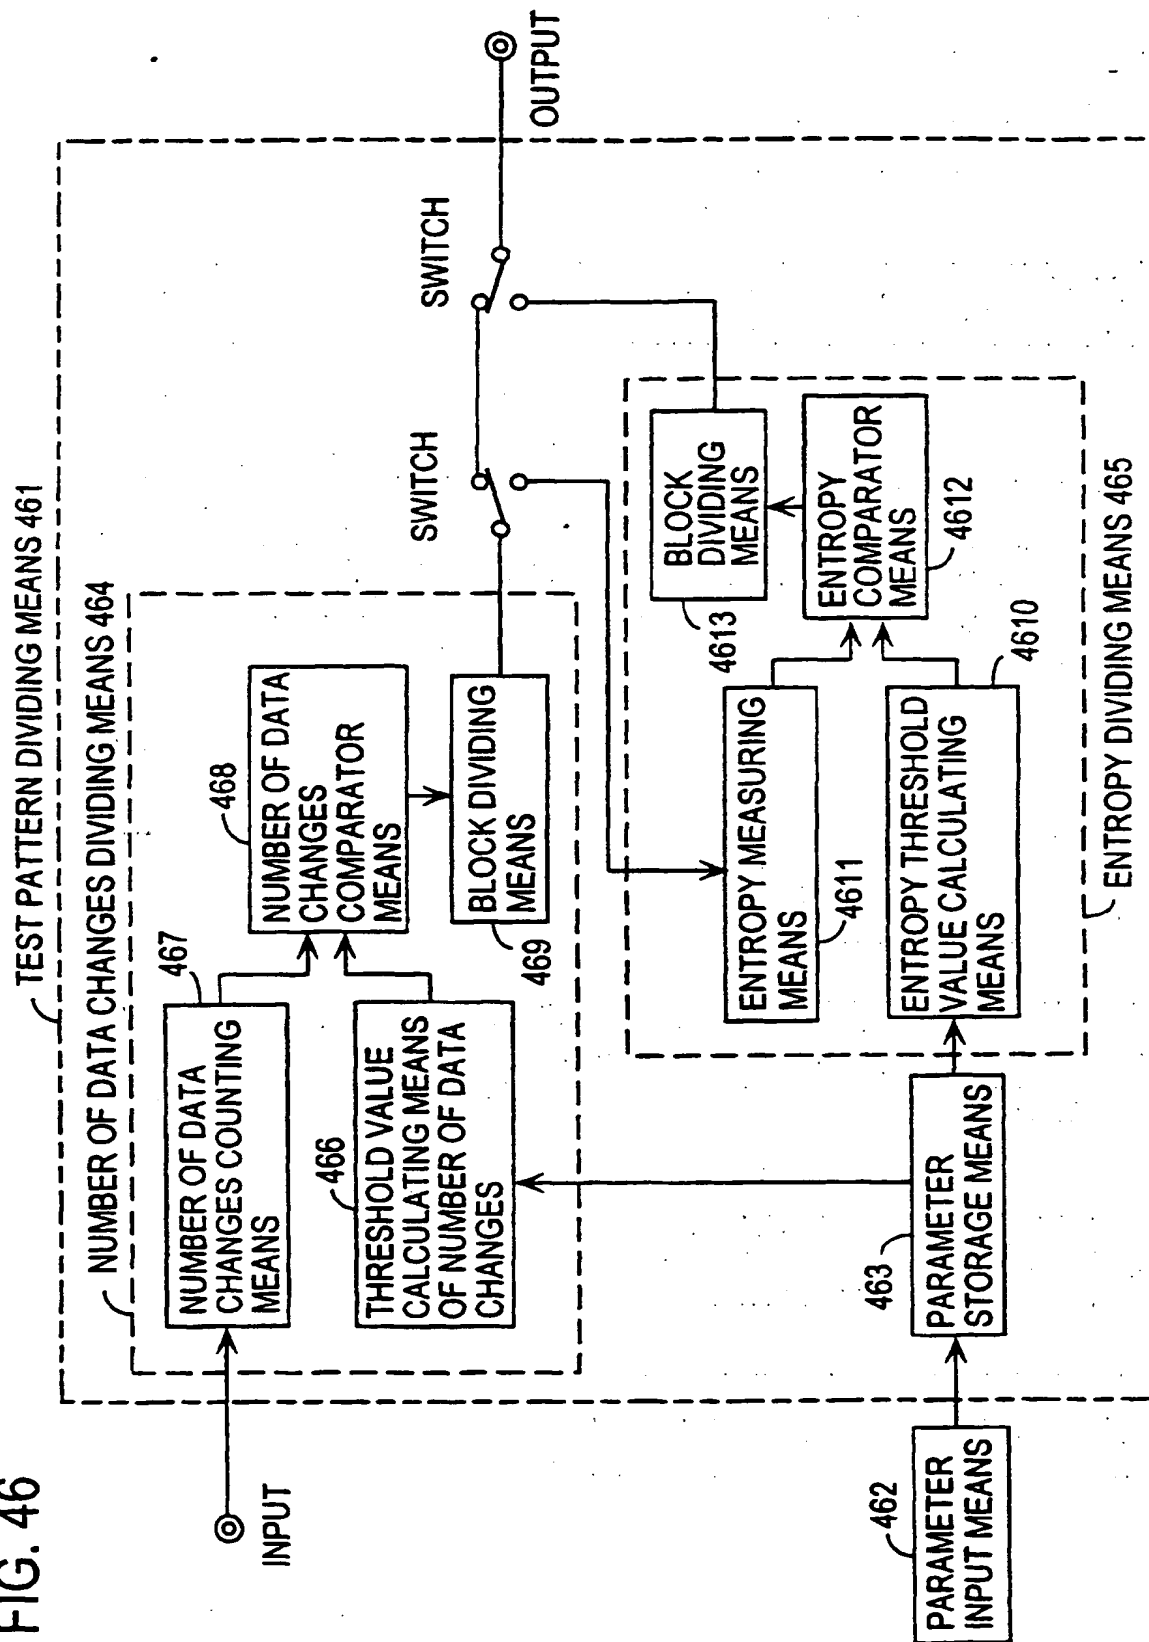 FIG. 46
TEST PATTERN DIVIDING MEANS 461
NUMBER OF DATA CHANGES DIVIDING MEANS 464
INPUT
467
NUMBER OF DATA
CHANGES COUNTING
MEANS
466
THRESHOLD VALUE
CALCULATING MEANS
OF NUMBER OF DATA
CHANGES
468
NUMBER OF DATA
CHANGES
COMPARATOR
MEANS
BLOCK DIVIDING
MEANS
469
SWITCH
SWITCH
OUTPUT
462
PARAMETER
INPUT MEANS
463
PARAMETER
STORAGE MEANS
ENTROPY MEASURING
MEANS
4611
ENTROPY THRESHOLD
VALUE CALCULATING
MEANS
4610
4613
BLOCK
DIVIDING
MEANS
ENTROPY
COMPARATOR
MEANS
4612
ENTROPY DIVIDING MEANS 465